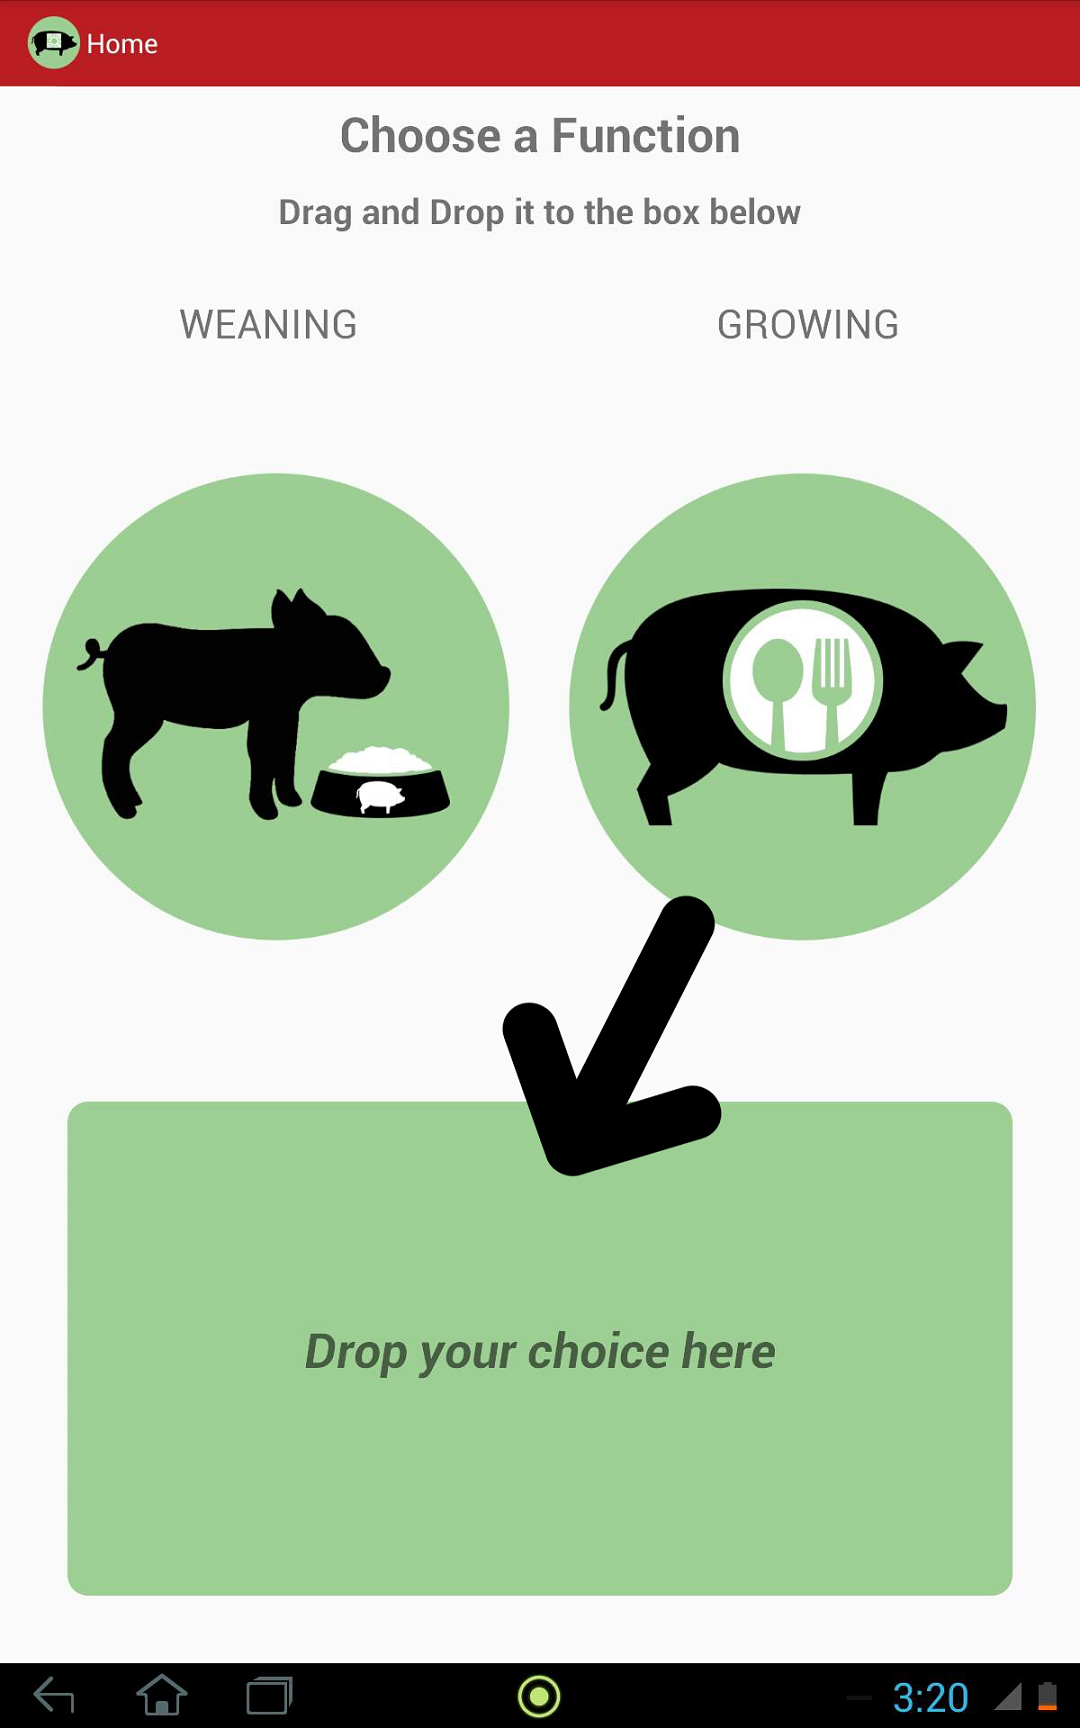 Home
Choose a Function
Drag and Drop it to the box below
WEANING
GROWING
Drop your choice here
3:20